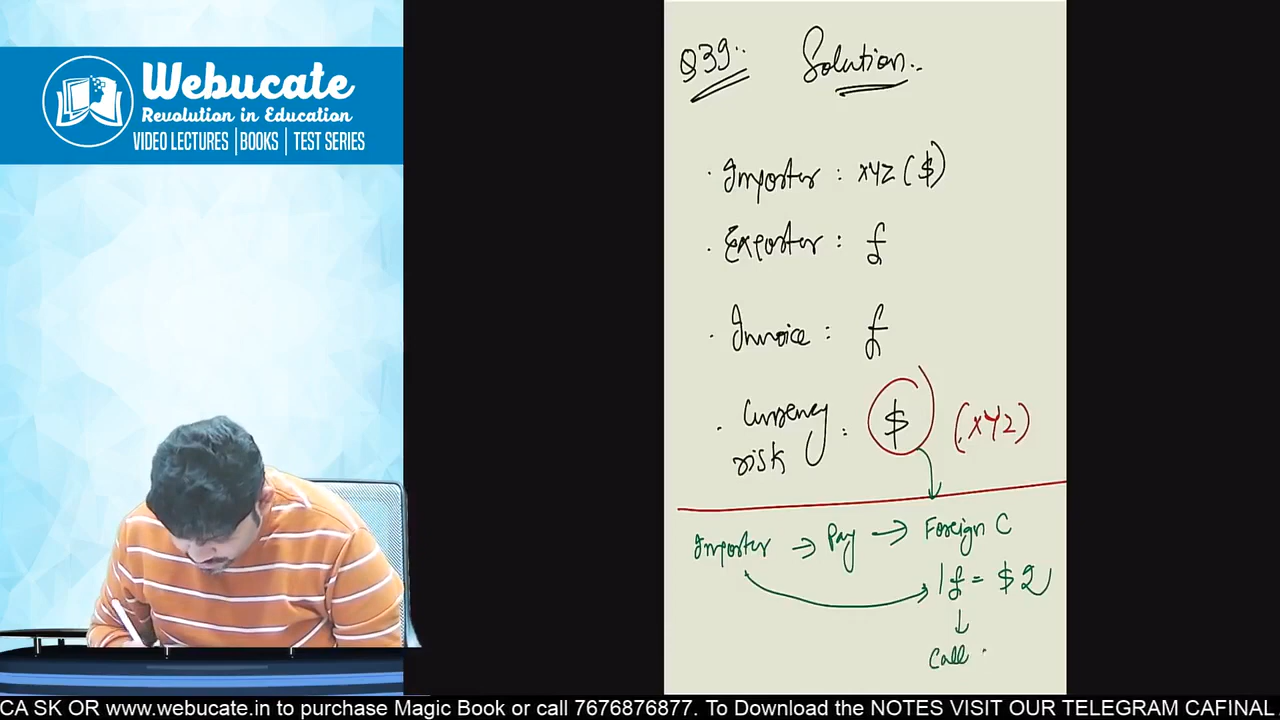 Webucate
Revolution in Education
VIDEO LECTURES | BOOKS | TEST SERIES
Q39:. Solution:.
· Importer : XYZ ($)
· Exporter : £
· Invoice : £
· Currency risk : $ (XYZ)
Importer → Pay → Foreign C
1£ = $2
↓
Call .
CA SK OR www.webucate.in to purchase Magic Book or call 7676876877. To Download the NOTES VISIT OUR TELEGRAM CAFINAL